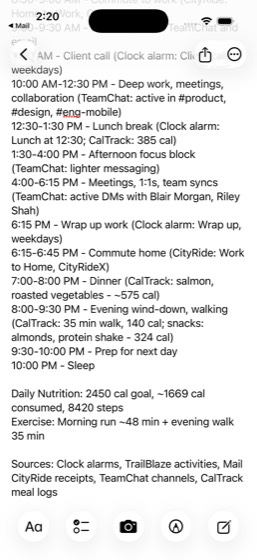 2:20
Mail
AM - Client call (Clock alarm: Cli
weekdays)
10:00 AM-12:30 PM - Deep work, meetings,
collaboration (TeamChat: active in #product,
#design, #eng-mobile)
12:30-1:30 PM - Lunch break (Clock alarm:
Lunch at 12:30; CalTrack: 385 cal)
1:30-4:00 PM - Afternoon focus block
(TeamChat: lighter messaging)
4:00-6:15 PM - Meetings, 1:1s, team syncs
(TeamChat: active DMs with Blair Morgan, Riley
Shah)
6:15 PM - Wrap up work (Clock alarm: Wrap up,
weekdays)
6:15-6:45 PM - Commute home (CityRide: Work
to Home, CityRideX)
7:00-8:00 PM - Dinner (CalTrack: salmon,
roasted vegetables - ~575 cal)
8:00-9:30 PM - Evening wind-down, walking
(CalTrack: 35 min walk, 140 cal; snacks:
almonds, protein shake - 324 cal)
9:30-10:00 PM - Prep for next day
10:00 PM - Sleep
Daily Nutrition: 2450 cal goal, ~1669 cal
consumed, 8420 steps
Exercise: Morning run ~48 min + evening walk
35 min
Sources: Clock alarms, TrailBlaze activities, Mail
CityRide receipts, TeamChat channels, CalTrack
meal logs
Aa